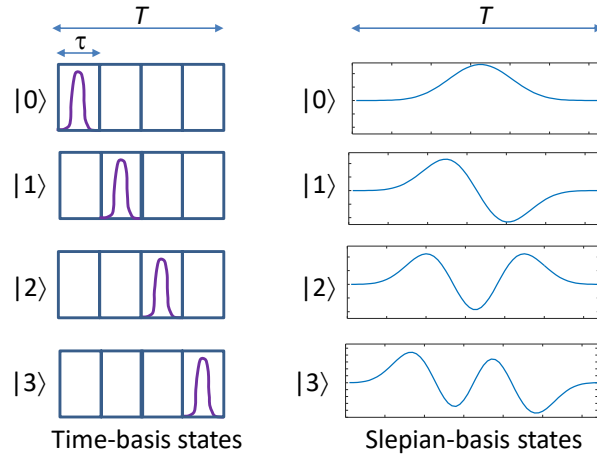 T T
τ
|0⟩ |0⟩
|1⟩ |1⟩
|2⟩ |2⟩
|3⟩ |3⟩
Time-basis states Slepian-basis states